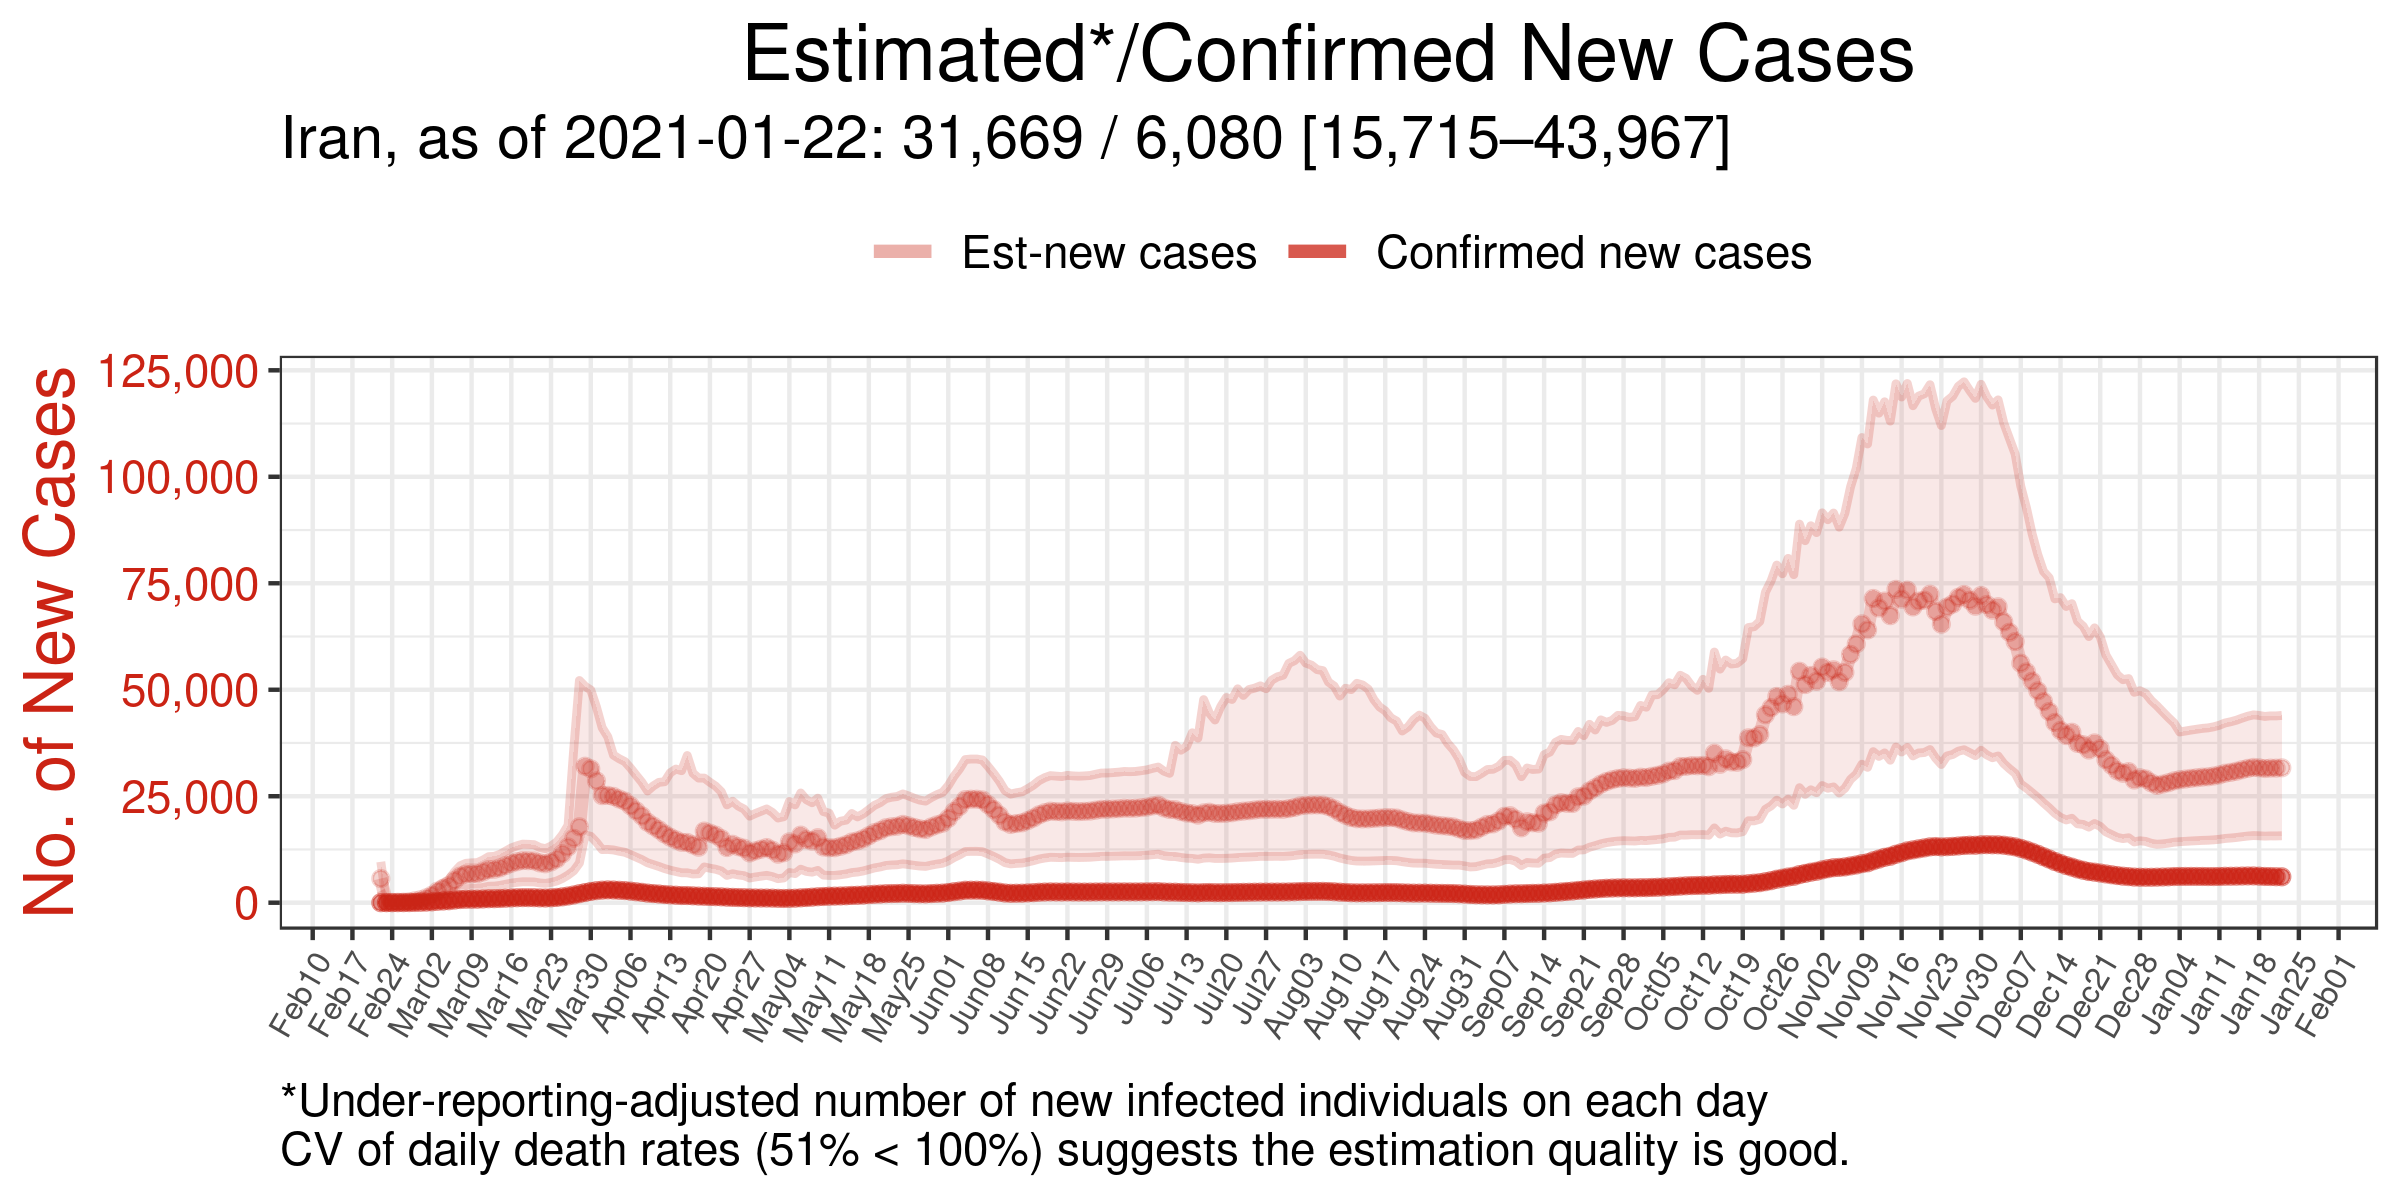 Estimated*/Confirmed New Cases
Iran, as of 2021-01-22: 31,669 / 6,080 [15,715–43,967]
Est-new cases Confirmed new cases
No. of New Cases
125,000
100,000
75,000
50,000
25,000
0
Feb10 Feb17 Feb24 Mar02 Mar09 Mar16 Mar23 Mar30 Apr06 Apr13 Apr20 Apr27 May04 May11 May18 May25 Jun01 Jun08 Jun15 Jun22 Jun29 Jul06 Jul13 Jul20 Jul27 Aug03 Aug10 Aug17 Aug24 Aug31 Sep07 Sep14 Sep21 Sep28 Oct05 Oct12 Oct19 Oct26 Nov02 Nov09 Nov16 Nov23 Nov30 Dec07 Dec14 Dec21 Dec28 Jan04 Jan11 Jan18 Jan25 Feb01
*Under-reporting-adjusted number of new infected individuals on each day
CV of daily death rates (51% < 100%) suggests the estimation quality is good.